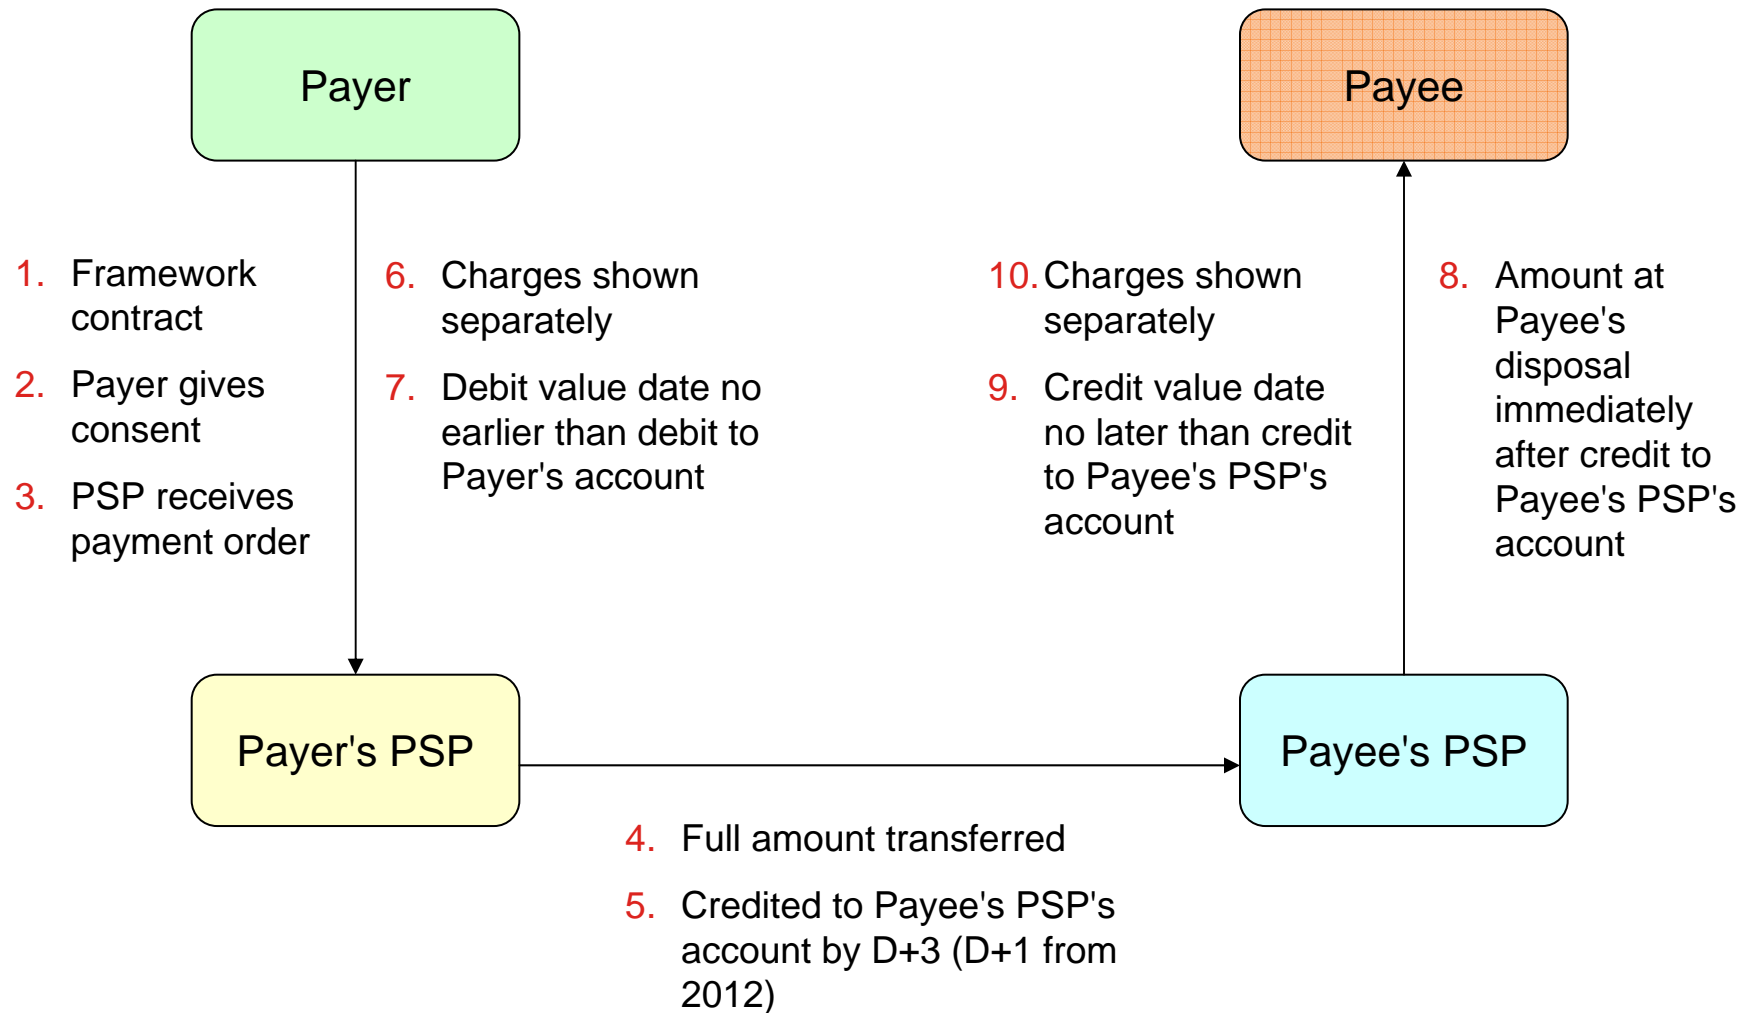 Payer
Payee
1. Framework
contract
2. Payer gives
consent
3. PSP receives
payment order
6. Charges shown
separately
7. Debit value date no
earlier than debit to
Payer's account
10. Charges shown
separately
9. Credit value date
no later than credit
to Payee's PSP's
account
8. Amount at
Payee's
disposal
immediately
after credit to
Payee's PSP's
account
Payer's PSP
Payee's PSP
4. Full amount transferred
5. Credited to Payee's PSP's
account by D+3 (D+1 from
2012)